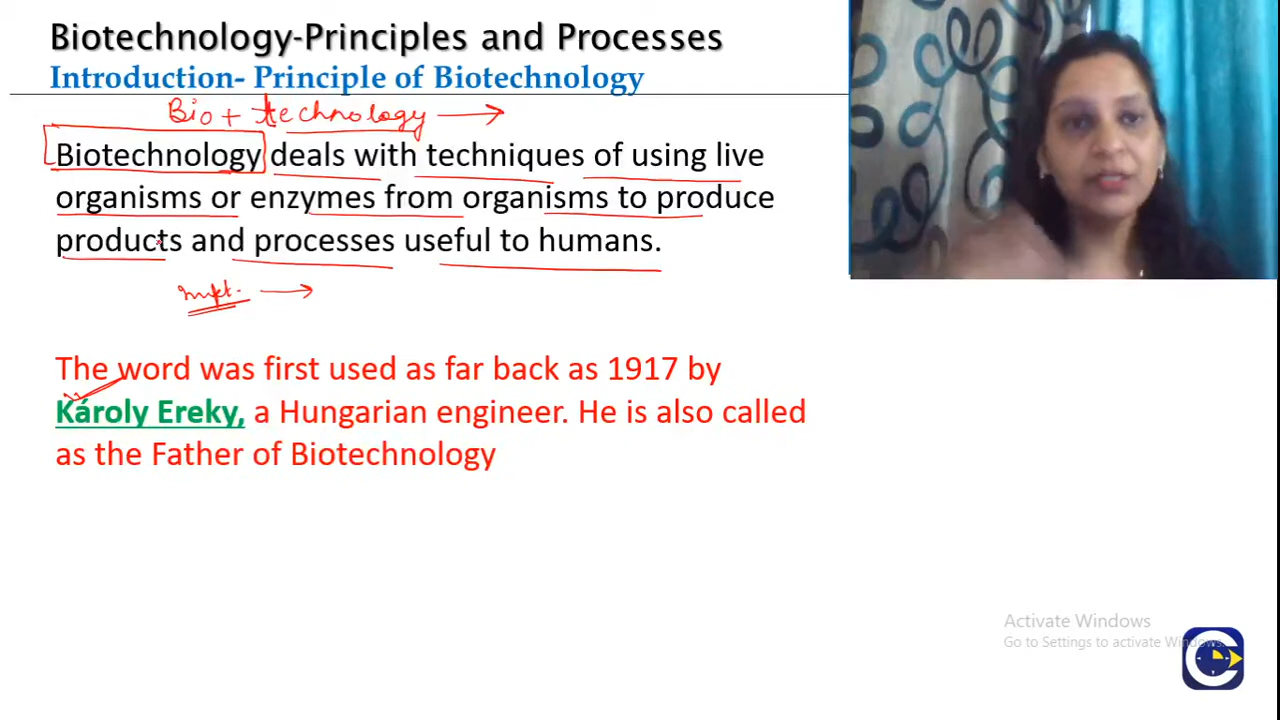 Biotechnology-Principles and Processes
Introduction- Principle of Biotechnology
Bio + technology →
Biotechnology deals with techniques of using live
organisms or enzymes from organisms to produce
products and processes useful to humans.
Impt. →
The word was first used as far back as 1917 by
Károly Ereky, a Hungarian engineer. He is also called
as the Father of Biotechnology
Activate Windows
Go to Settings to activate Windows.